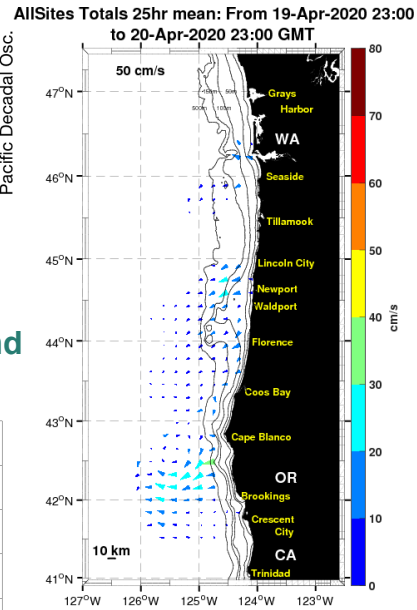 AllSites Totals 25hr mean: From 19-Apr-2020 23:00
to 20-Apr-2020 23:00 GMT
Pacific Decadal Osc.
nd
50 cm/s
50m
500m
47°N
46°N
45°N
44°N
43°N
42°N
41°N
Grays
Harbor
WA
Seaside
Tillamook
Lincoln City
Newport
Waldport
Florence
Coos Bay
Cape Blanco
OR
Brookings
Crescent
City
CA
Trinidad
10 km
127°W
126°W
125°W
124°W
123°W
80
70
60
50
40
30
20
10
0
cm/s